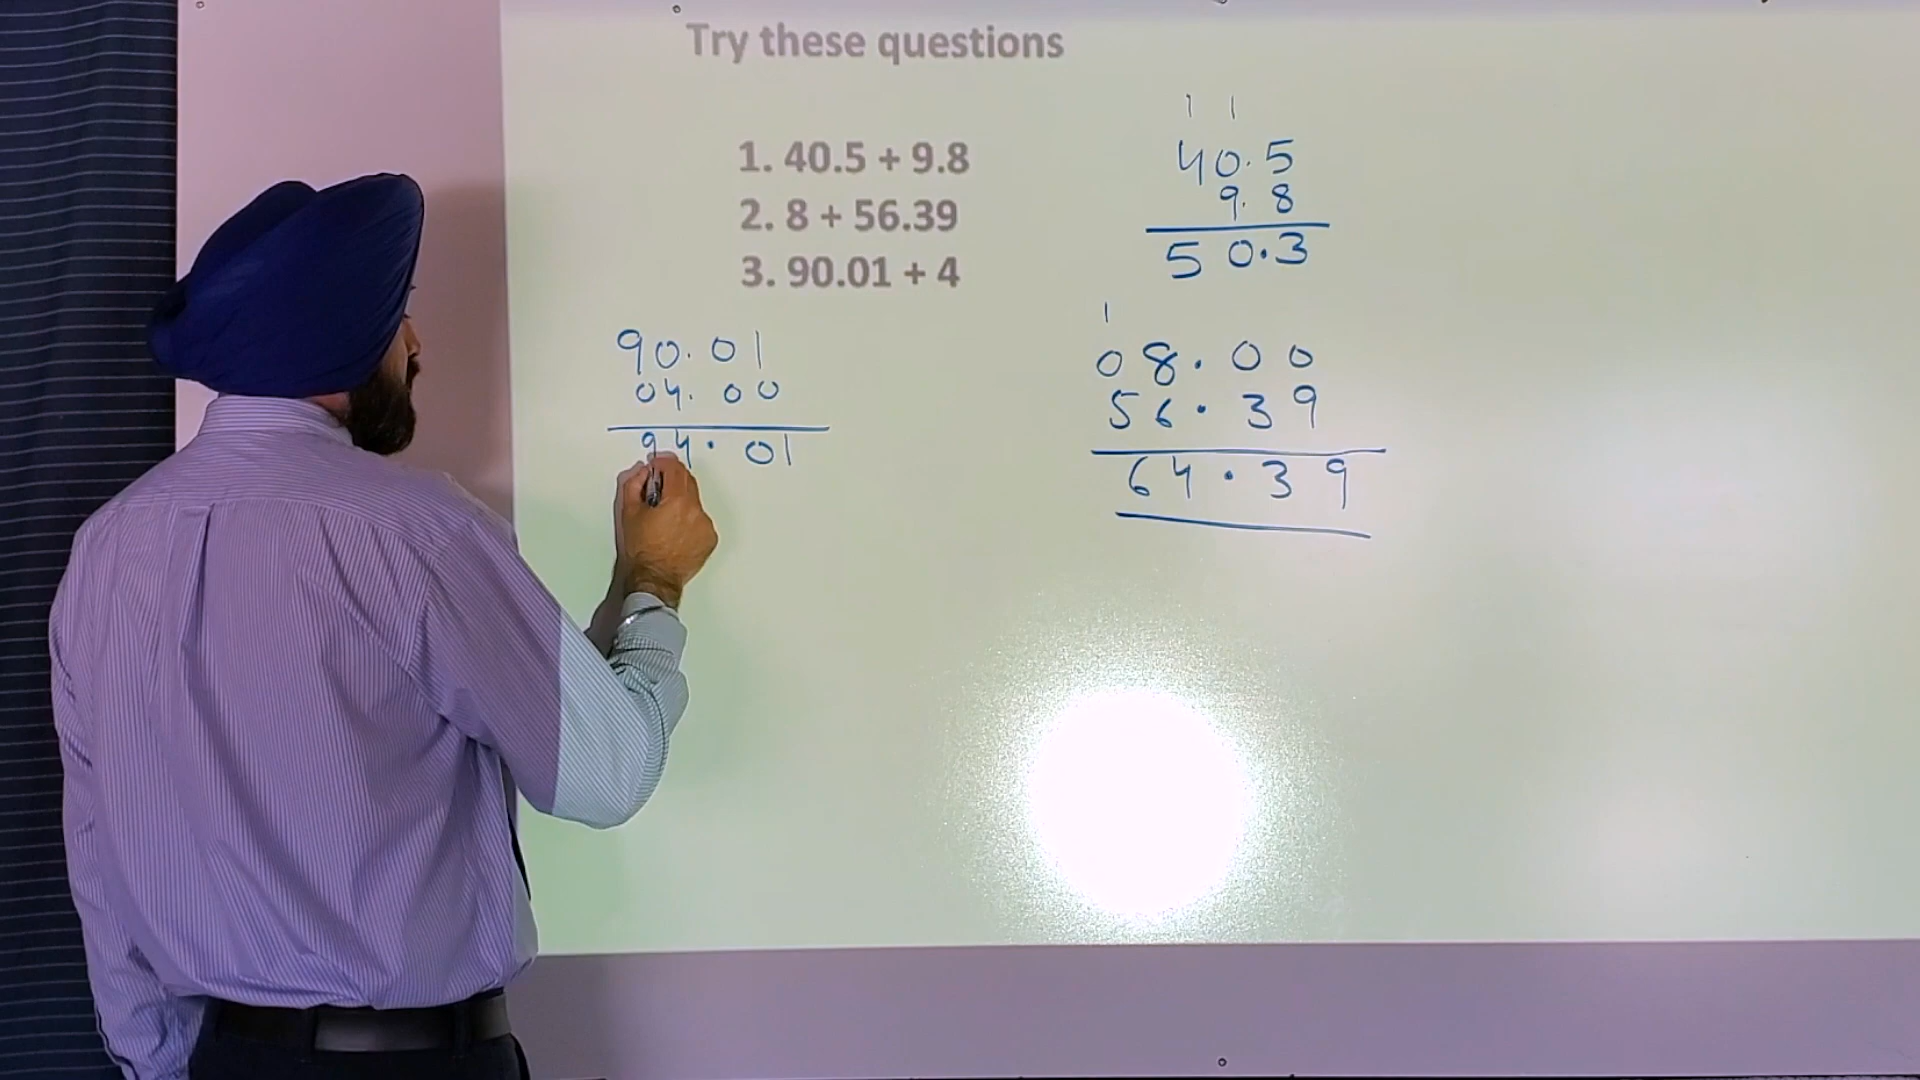 Try these questions
1. 40.5 + 9.8
2. 8 + 56.39
3. 90.01 + 4
1 1
40.5
9.8
50.3
90.01
04.00
94.01
1
08.00
56.39
64.39